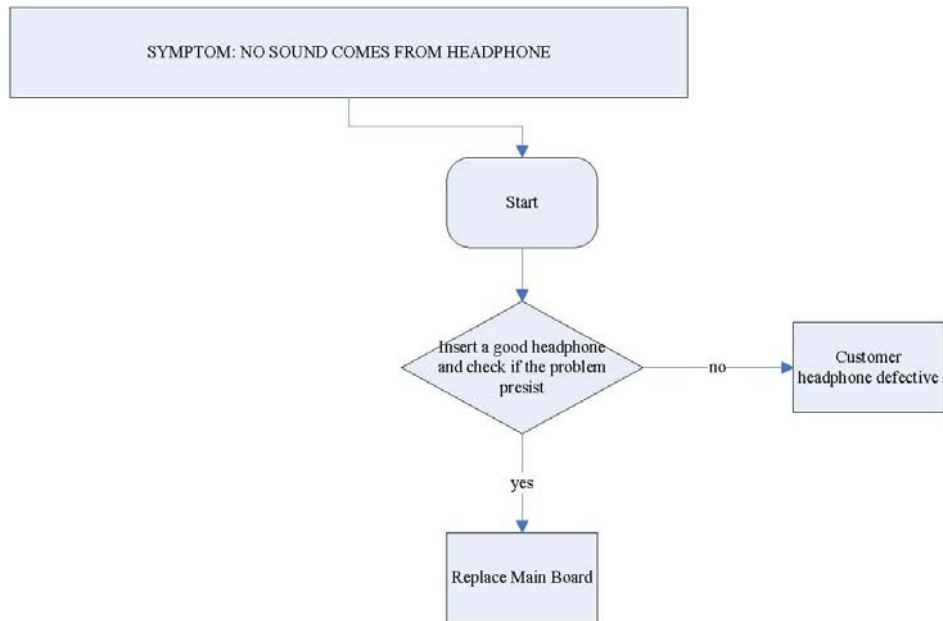 SYMPTOM: NO SOUND COMES FROM HEADPHONE
Start
Insert a good headphone
and check if the problem
presist
no
Customer
headphone defective
yes
Replace Main Board